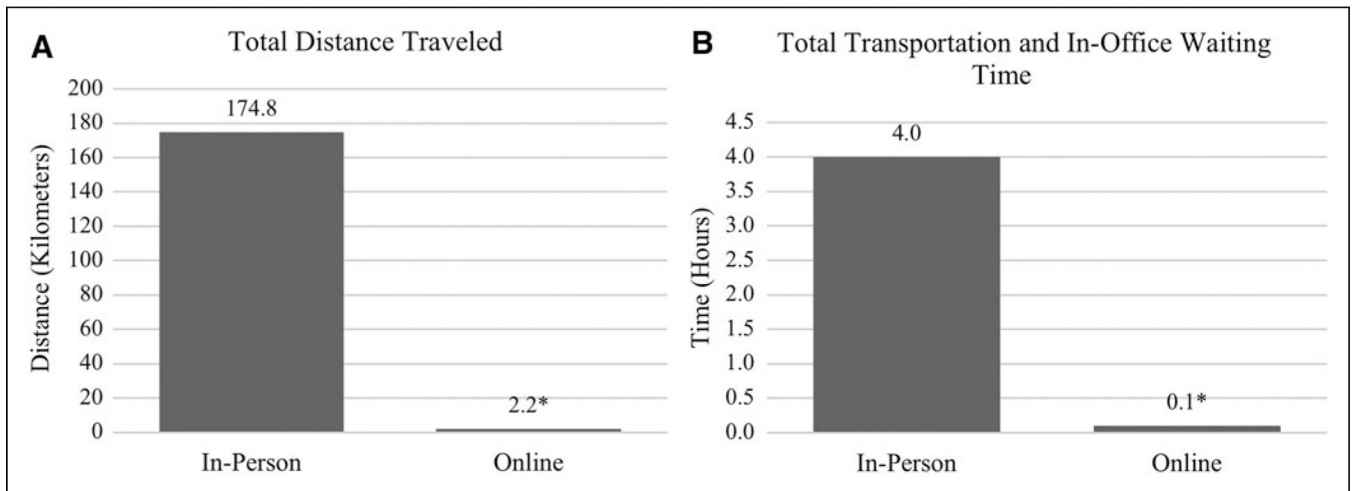 A
Total Distance Traveled
200
180
160
140
120
100
80
60
40
20
0
Distance (Kilometers)
174.8
2.2*
In-Person
Online
B
Total Transportation and In-Office Waiting
Time
4.5
4.0
3.5
3.0
2.5
2.0
1.5
1.0
0.5
0.0
Time (Hours)
4.0
0.1*
In-Person
Online